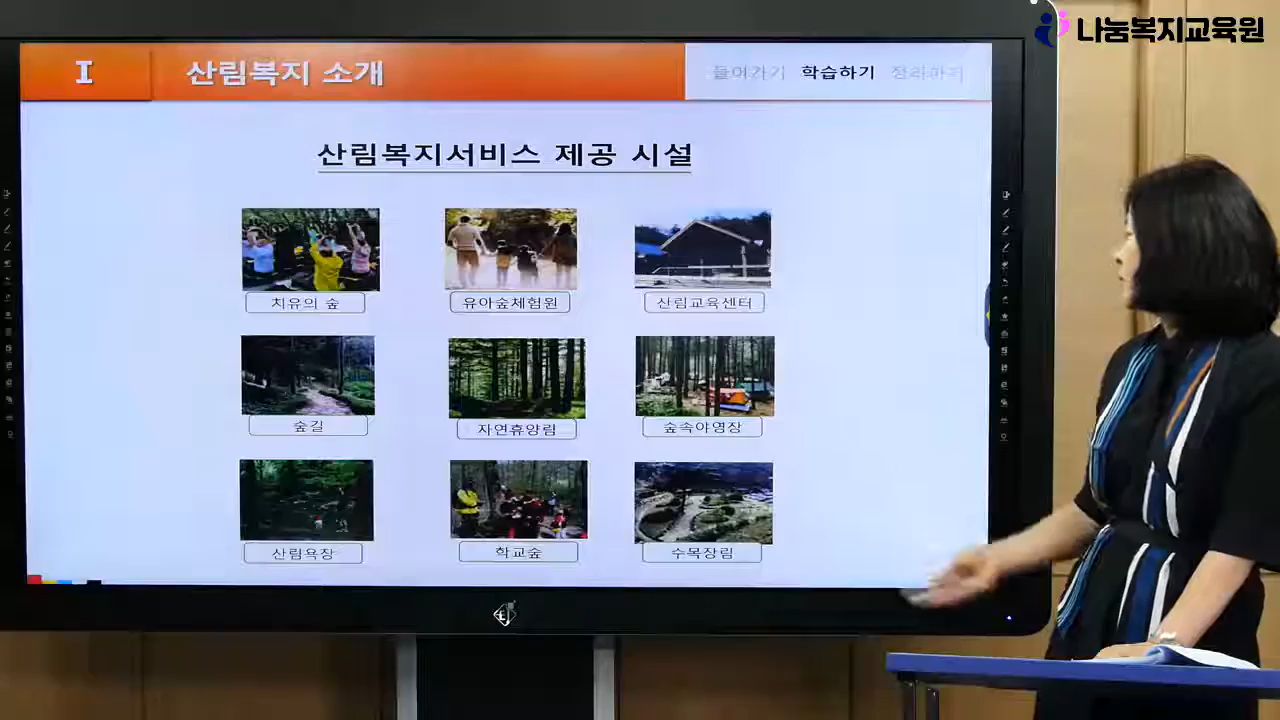 나눔복지교육원
I 산림복지 소개 들어가기 학습하기 정리하기
산림복지서비스 제공 시설
치유의 숲 유아숲체험원 산림교육센터
숲길 자연휴양림 숲속야영장
산림욕장 학교숲 수목장림